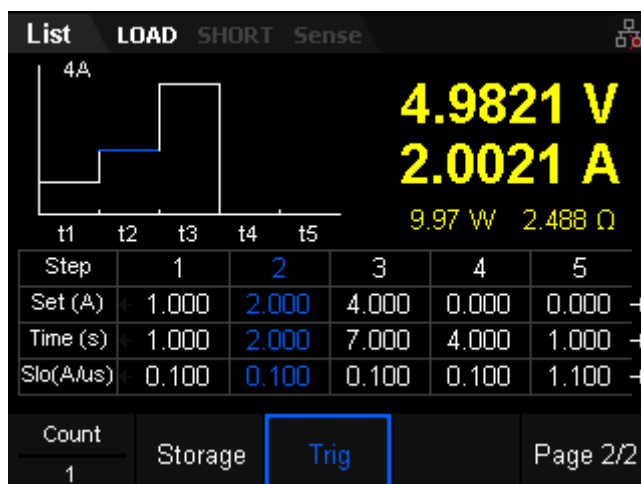 List LOAD SHORT Sense
4A
4.9821 V
2.0021 A
9.97 W 2.488 Ω
t1 t2 t3 t4 t5
Step 1 2 3 4 5
Set (A) 1.000 2.000 4.000 0.000 0.000
Time (s) 1.000 2.000 7.000 4.000 1.000
Slo(A/us) 0.100 0.100 0.100 0.100 1.100
Count
1
Storage Trig Page 2/2